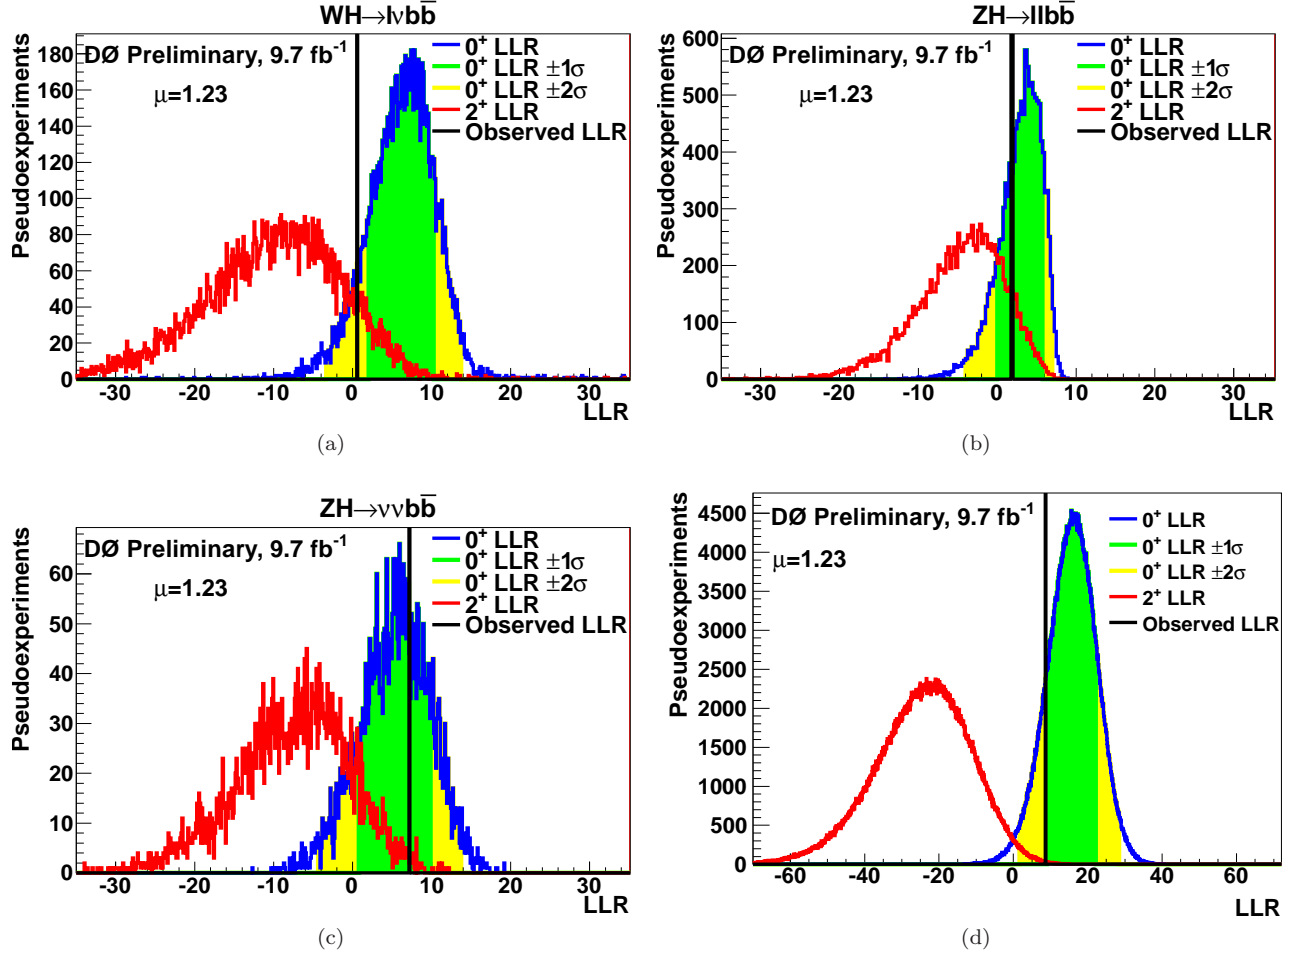 WH→lνbb̅
DØ Preliminary, 9.7 fb⁻¹
μ=1.23
0⁺ LLR
0⁺ LLR ±1σ
0⁺ LLR ±2σ
2⁺ LLR
Observed LLR
Pseudoexperiments
180
160
140
120
100
80
60
40
20
0
-30 -20 -10 0 10 20 30
LLR
(a)
ZH→llbb̅
DØ Preliminary, 9.7 fb⁻¹
μ=1.23
0⁺ LLR
0⁺ LLR ±1σ
0⁺ LLR ±2σ
2⁺ LLR
Observed LLR
Pseudoexperiments
600
500
400
300
200
100
0
-30 -20 -10 0 10 20 30
LLR
(b)
ZH→ννbb̅
DØ Preliminary, 9.7 fb⁻¹
μ=1.23
0⁺ LLR
0⁺ LLR ±1σ
0⁺ LLR ±2σ
2⁺ LLR
Observed LLR
Pseudoexperiments
60
50
40
30
20
10
0
-30 -20 -10 0 10 20 30
LLR
(c)
DØ Preliminary, 9.7 fb⁻¹
μ=1.23
0⁺ LLR
0⁺ LLR ±1σ
0⁺ LLR ±2σ
2⁺ LLR
Observed LLR
Pseudoexperiments
4500
4000
3500
3000
2500
2000
1500
1000
500
0
-60 -40 -20 0 20 40 60
LLR
(d)